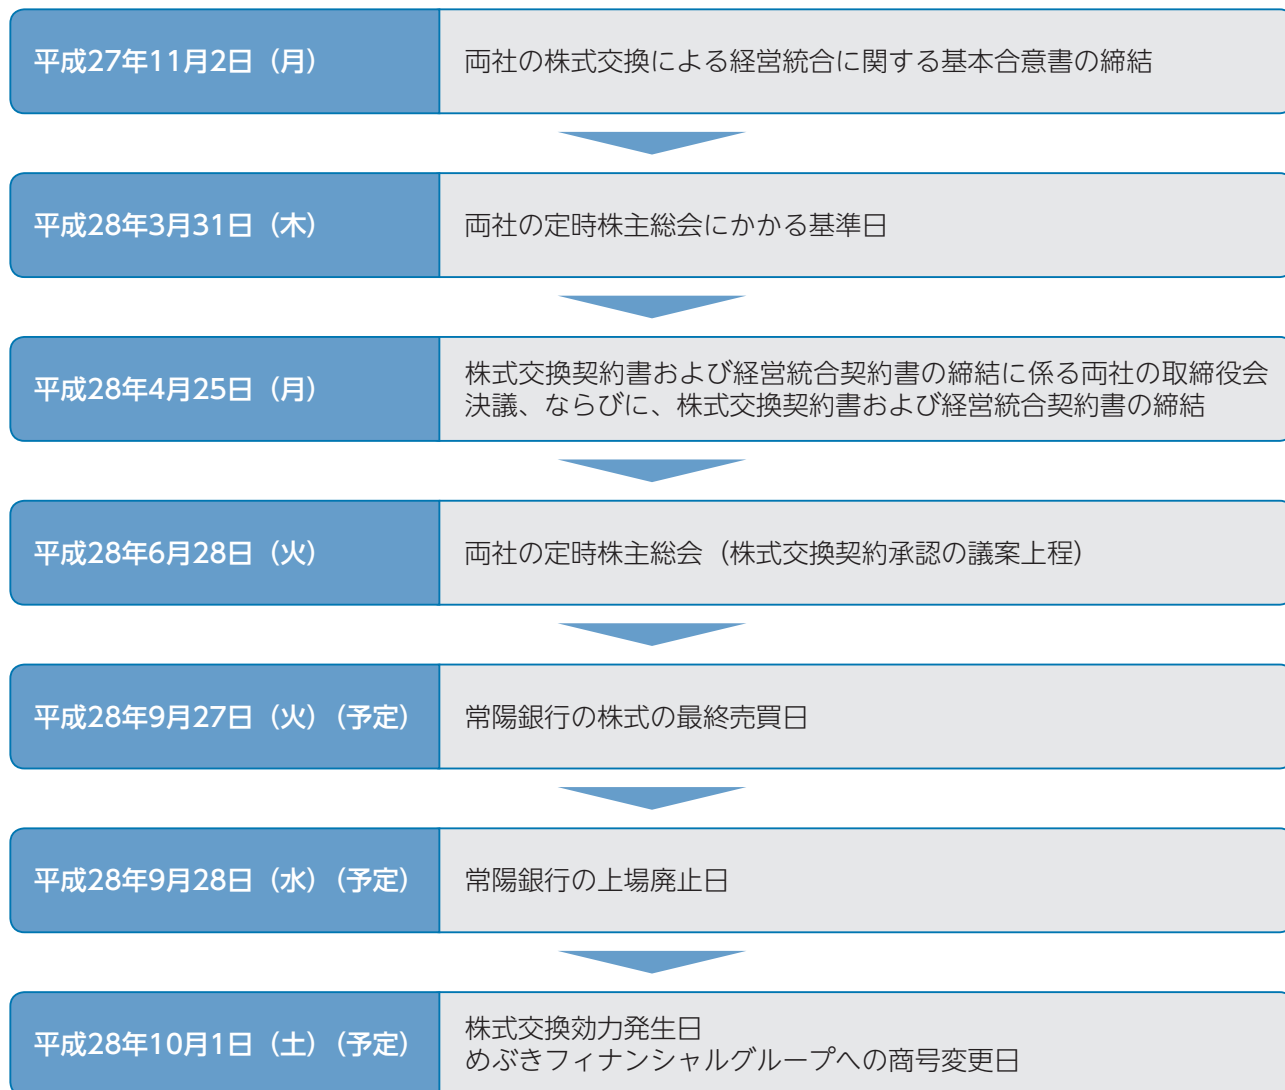 平成27年11月2日（月）
両社の株式交換による経営統合に関する基本合意書の締結
平成28年3月31日（木）
両社の定時株主総会にかかる基準日
平成28年4月25日（月）
株式交換契約書および経営統合契約書の締結に係る両社の取締役会
決議、ならびに、株式交換契約書および経営統合契約書の締結
平成28年6月28日（火）
両社の定時株主総会（株式交換契約承認の議案上程）
平成28年9月27日（火）（予定）
常陽銀行の株式の最終売買日
平成28年9月28日（水）（予定）
常陽銀行の上場廃止日
平成28年10月1日（土）（予定）
株式交換効力発生日
めぶきフィナンシャルグループへの商号変更日